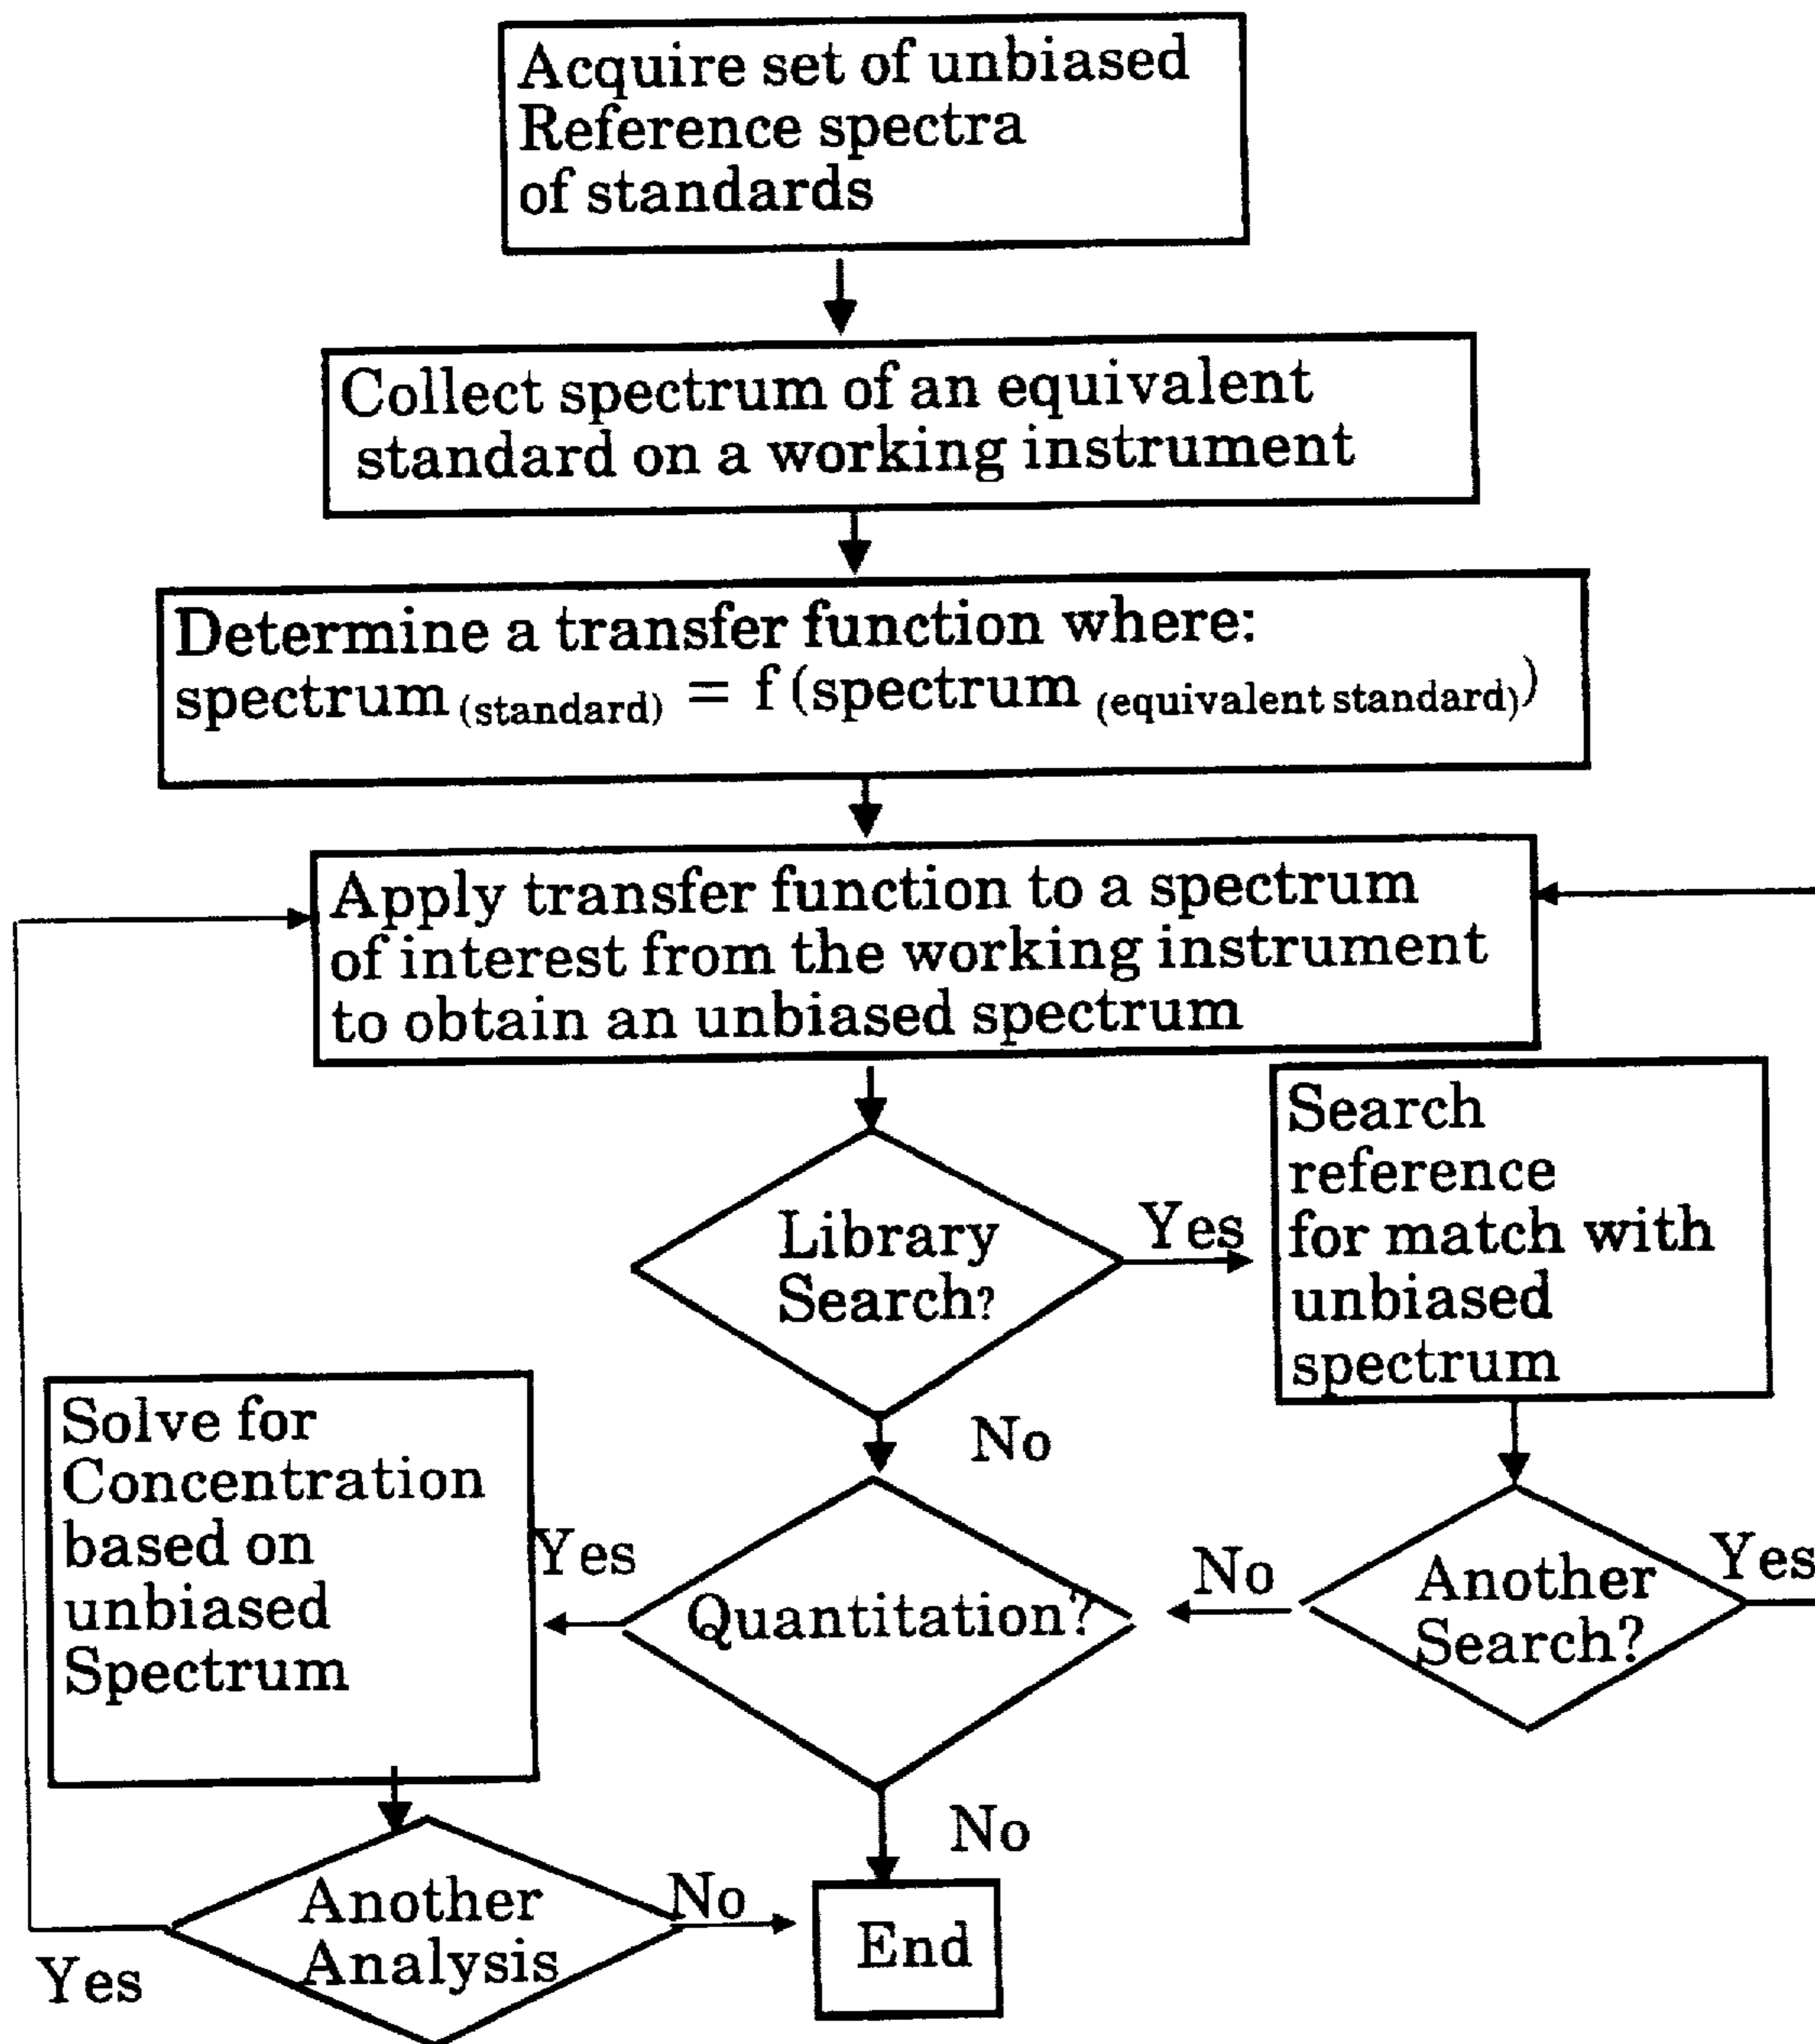 Acquire set of unbiased
Reference spectra
of standards
Collect spectrum of an equivalent
standard on a working instrument
Determine a transfer function where:
spectrum (standard) = f (spectrum (equivalent standard))
Apply transfer function to a spectrum
of interest from the working instrument
to obtain an unbiased spectrum
Library
Search?
Yes
Search
reference
for match with
unbiased
spectrum
No
Solve for
Concentration
based on
unbiased
Spectrum
Yes
Quantitation?
No
Another
Search?
Yes
No
Another
Analysis
No
Yes
End